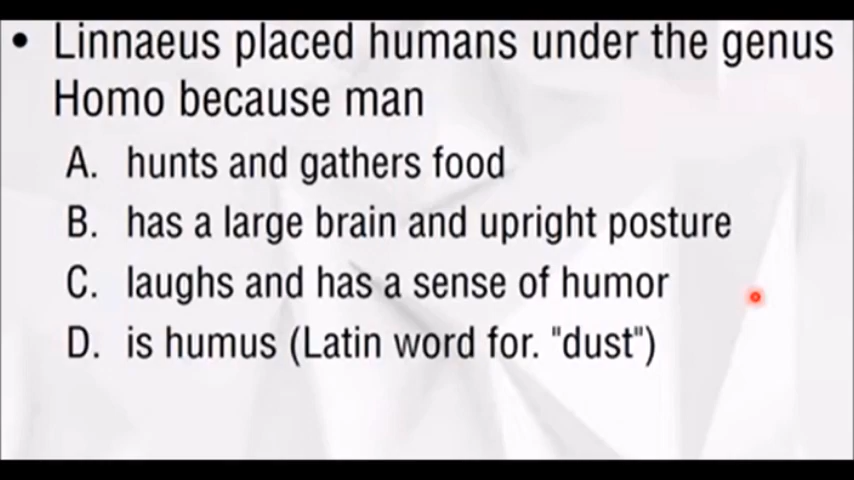 • Linnaeus placed humans under the genus
Homo because man
A. hunts and gathers food
B. has a large brain and upright posture
C. laughs and has a sense of humor
D. is humus (Latin word for. "dust")